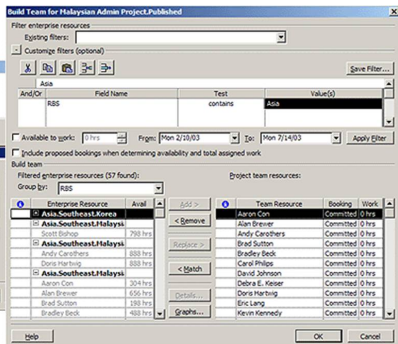 Build Team for Malaysian Admin Project.Published
Filter enterprise resources
Existing filters:
- Customize filters (optional)
Save Filter...
Asia
And/Or Field Name Test Value(s)
RBS contains Asia
Available to work: 0 hrs From: Mon 2/10/03 To: Mon 7/14/03 Apply Filter
Include proposed bookings when determining availability and total assigned work
Build team
Filtered enterprise resources (57 found): Project team resources:
Group by: RBS
Enterprise Resource Avail Add > Team Resource Booking Work
Asia.Southeast.Korea Aaron Con Committed 0 hrs
Asia.Southeast.Malaysi < Remove Alan Brewer Committed 0 hrs
Scott Bishop 798 hrs Andy Carothers Committed 0 hrs
Asia.Southeast.Malaysi Replace > Brad Sutton Committed 0 hrs
Andy Carothers 888 hrs Bradley Beck Committed 0 hrs
Doris Hartwig 888 hrs < Match Carol Philips Committed 0 hrs
Asia.Southeast.Malaysi David Johnson Committed 0 hrs
Aaron Con 304 hrs Details... Debra E. Keiser Committed 0 hrs
Alan Brewer 656 hrs Doris Hartwig Committed 0 hrs
Brad Sutton 198 hrs Graphs... Eric Lang Committed 0 hrs
Bradley Beck 488 hrs Kevin Kennedy Committed 0 hrs
Help OK Cancel